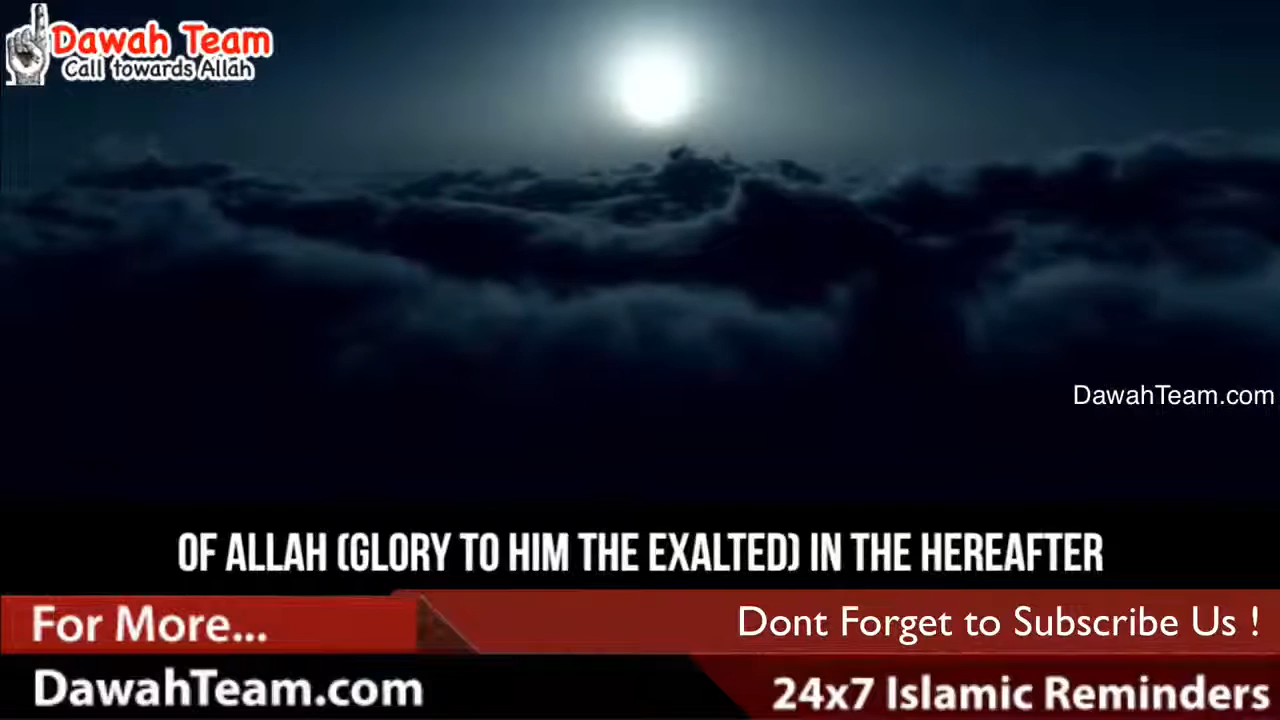 Dawah Team
Call towards Allah
DawahTeam.com
OF ALLAH (GLORY TO HIM THE EXALTED) IN THE HEREAFTER
For More...
Dont Forget to Subscribe Us !
DawahTeam.com
24x7 Islamic Reminders